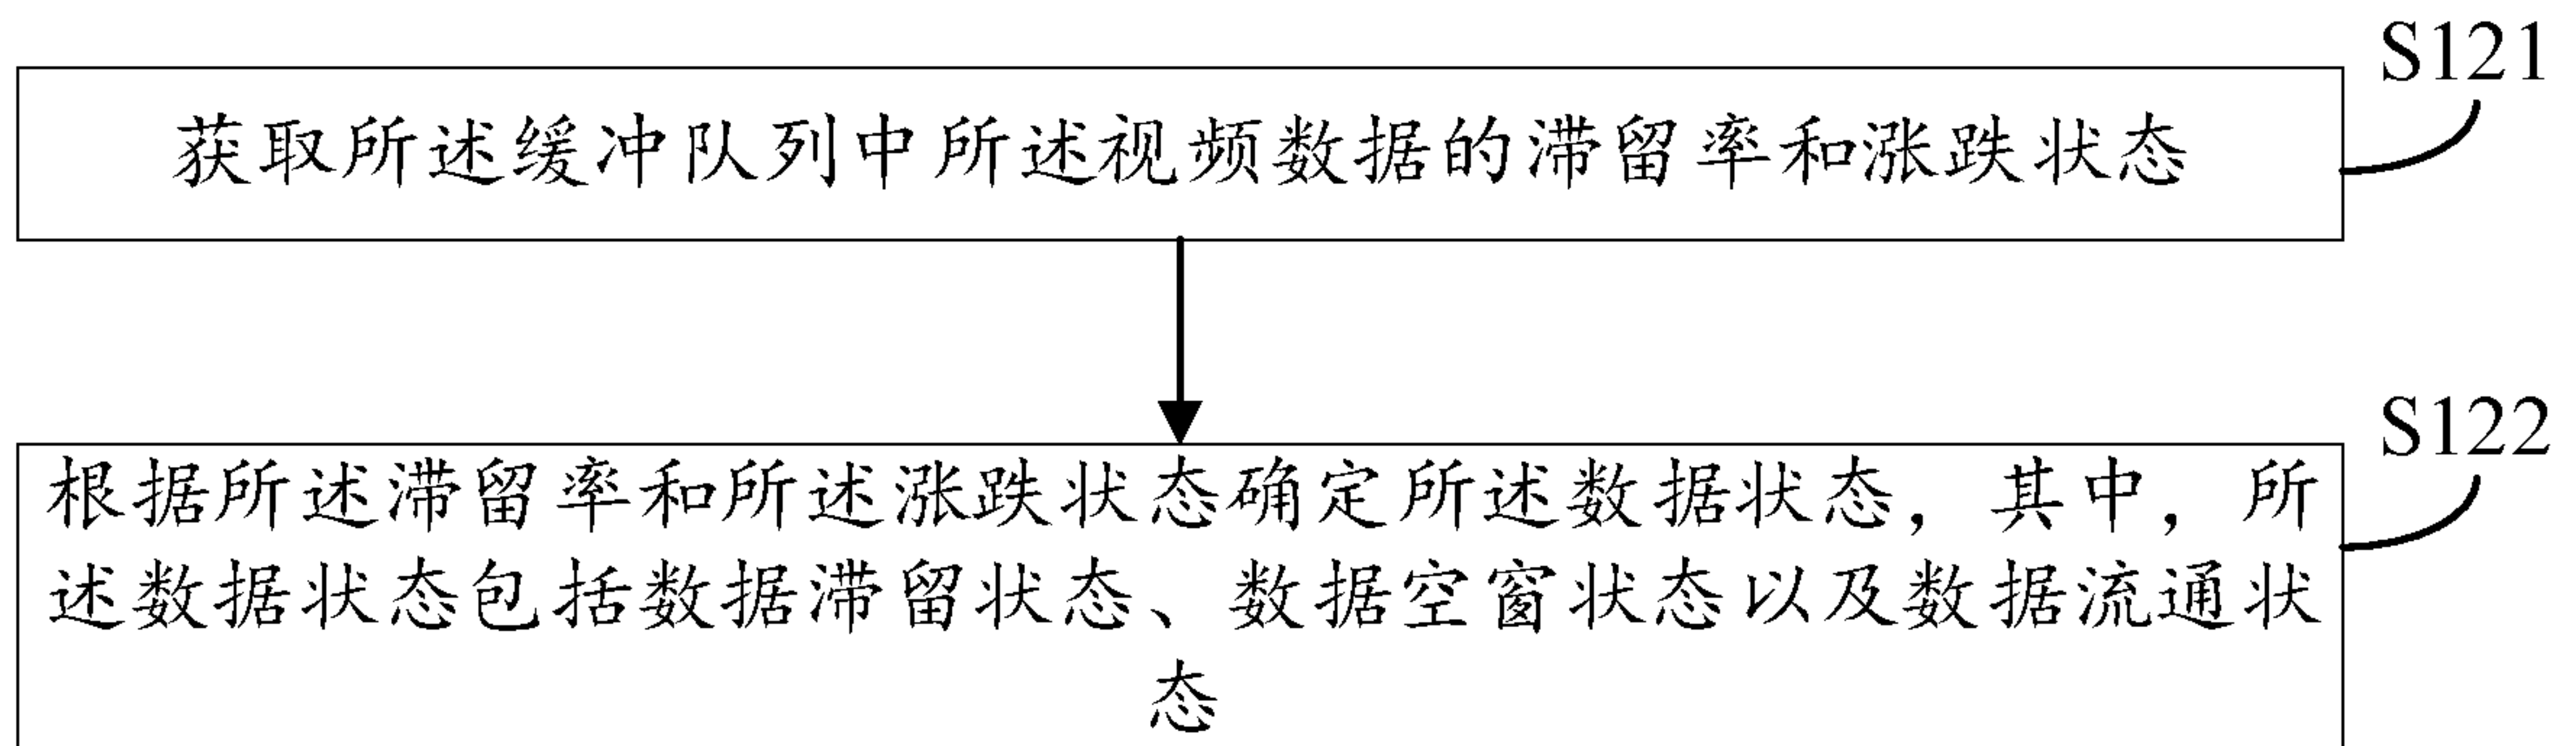 S121
获取所述缓冲队列中所述视频数据的滞留率和涨跌状态
S122
根据所述滞留率和所述涨跌状态确定所述数据状态，其中，所
述数据状态包括数据滞留状态、数据空窗状态以及数据流通状
态